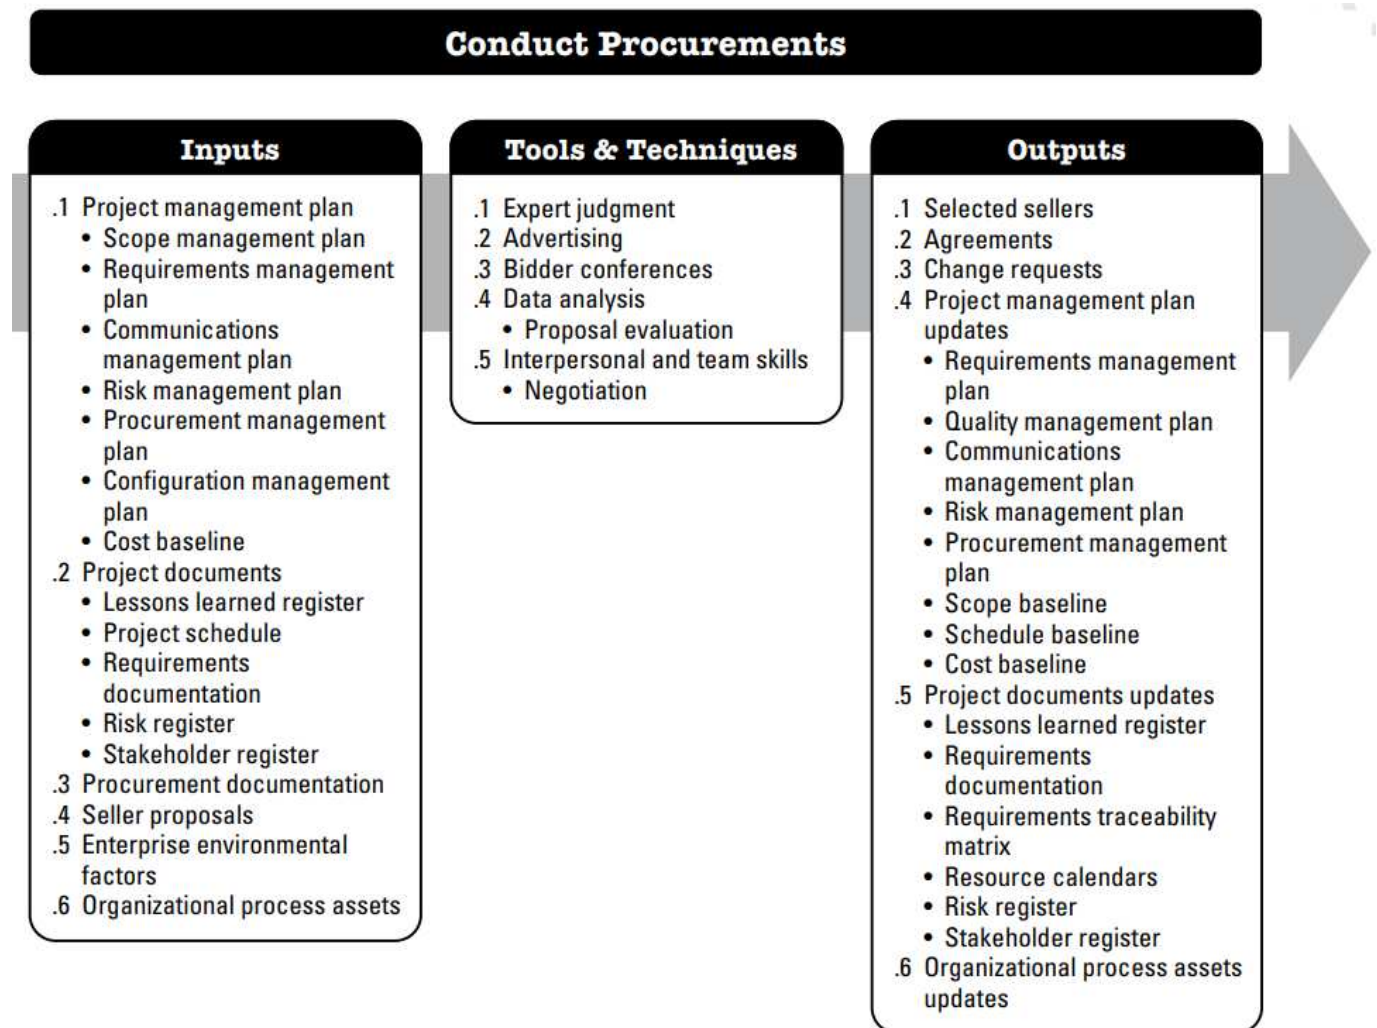 Conduct Procurements
Inputs
.1 Project management plan
• Scope management plan
• Requirements management
plan
• Communications
management plan
• Risk management plan
• Procurement management
plan
• Configuration management
plan
• Cost baseline
.2 Project documents
• Lessons learned register
• Project schedule
• Requirements
documentation
• Risk register
• Stakeholder register
.3 Procurement documentation
.4 Seller proposals
.5 Enterprise environmental
factors
.6 Organizational process assets
Tools & Techniques
.1 Expert judgment
.2 Advertising
.3 Bidder conferences
.4 Data analysis
• Proposal evaluation
.5 Interpersonal and team skills
• Negotiation
Outputs
.1 Selected sellers
.2 Agreements
.3 Change requests
.4 Project management plan
updates
• Requirements management
plan
• Quality management plan
• Communications
management plan
• Risk management plan
• Procurement management
plan
• Scope baseline
• Schedule baseline
• Cost baseline
.5 Project documents updates
• Lessons learned register
• Requirements
documentation
• Requirements traceability
matrix
• Resource calendars
• Risk register
• Stakeholder register
.6 Organizational process assets
updates